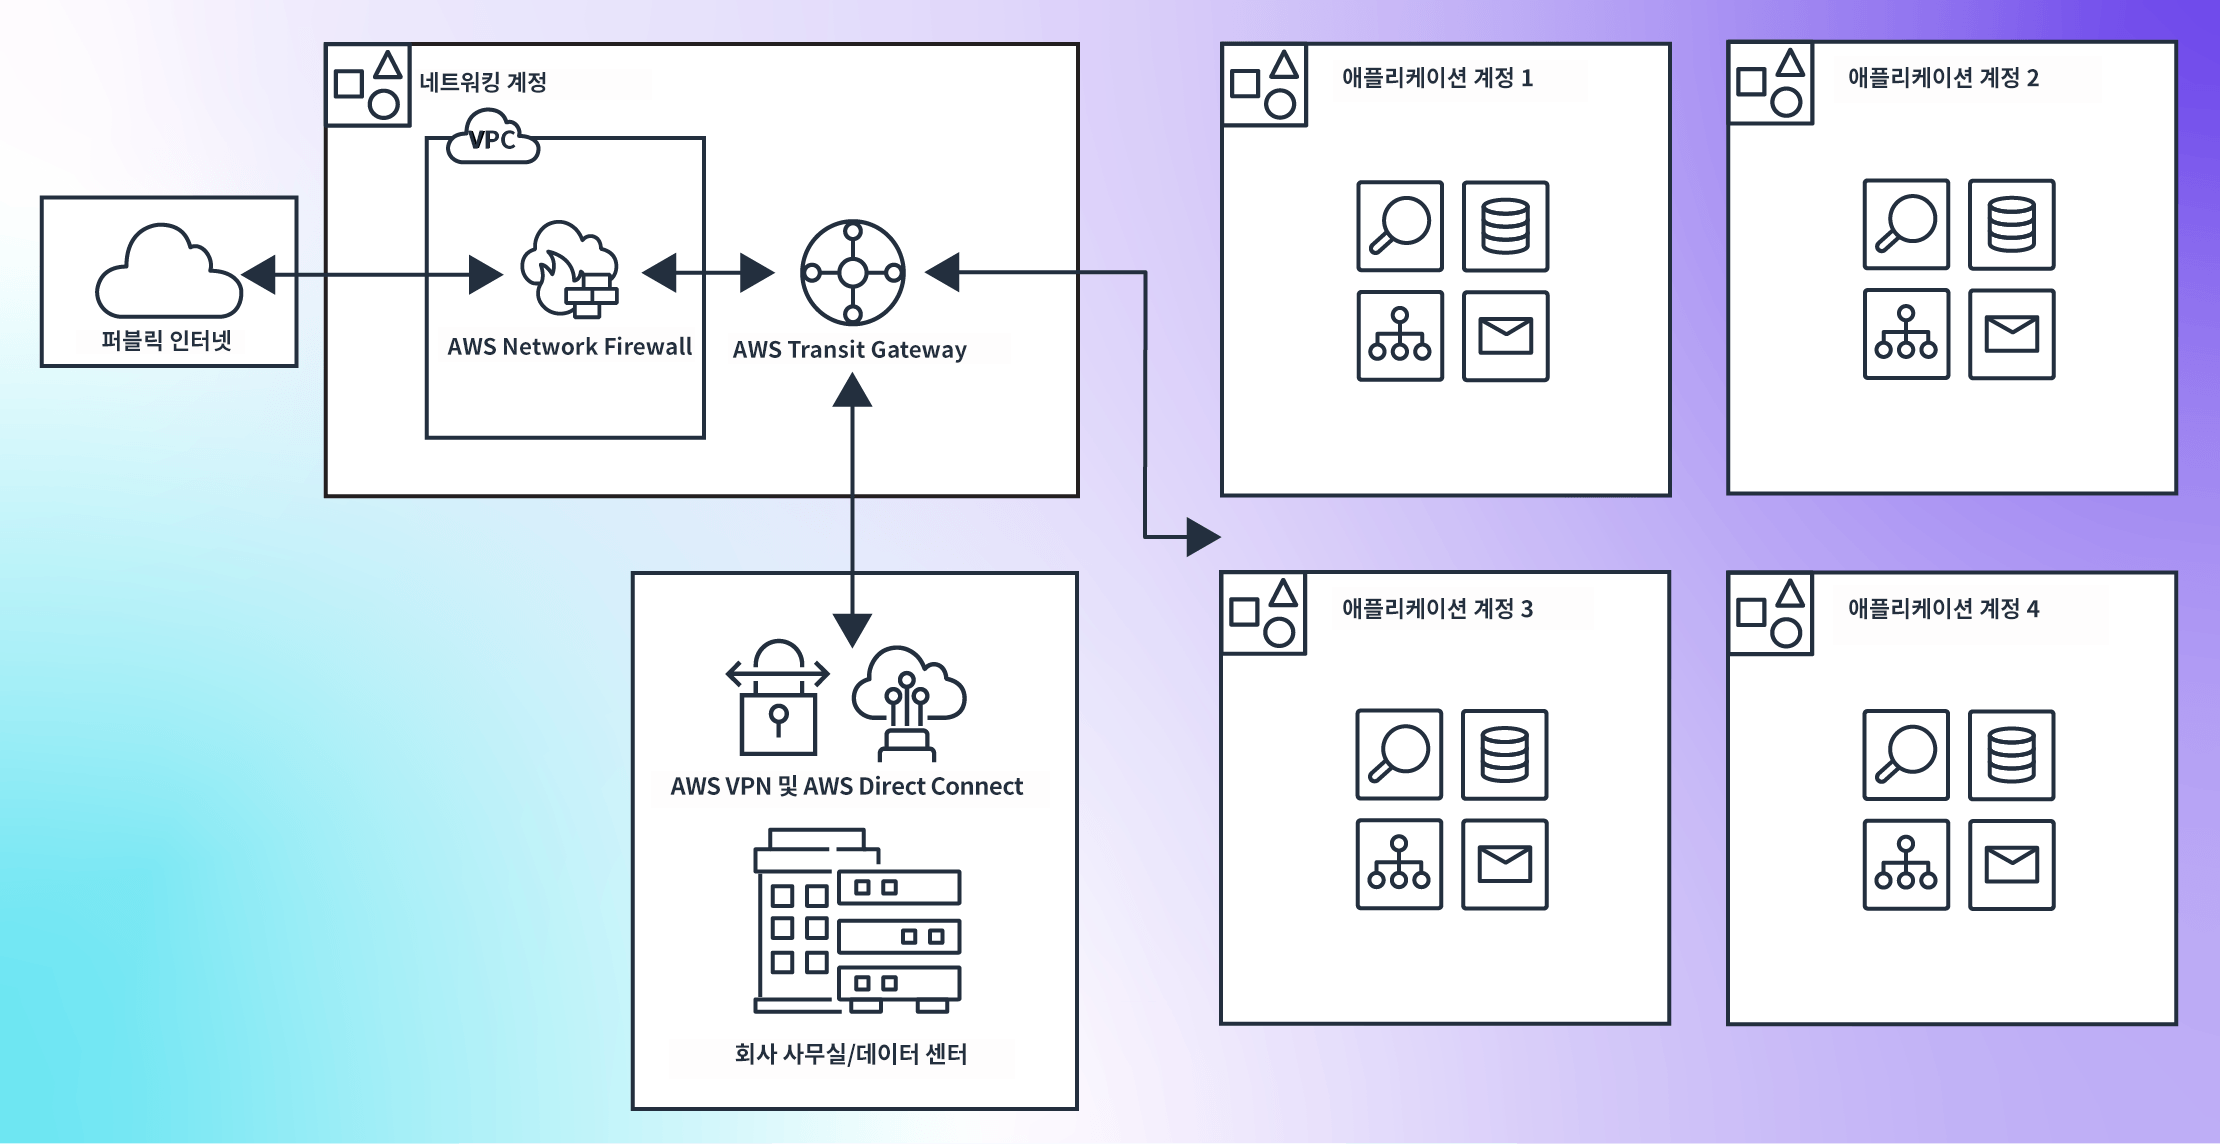 네트워킹 계정
VPC
퍼블릭 인터넷
AWS Network Firewall
AWS Transit Gateway
애플리케이션 계정 1
애플리케이션 계정 2
AWS VPN 및 AWS Direct Connect
회사 사무실/데이터 센터
애플리케이션 계정 3
애플리케이션 계정 4